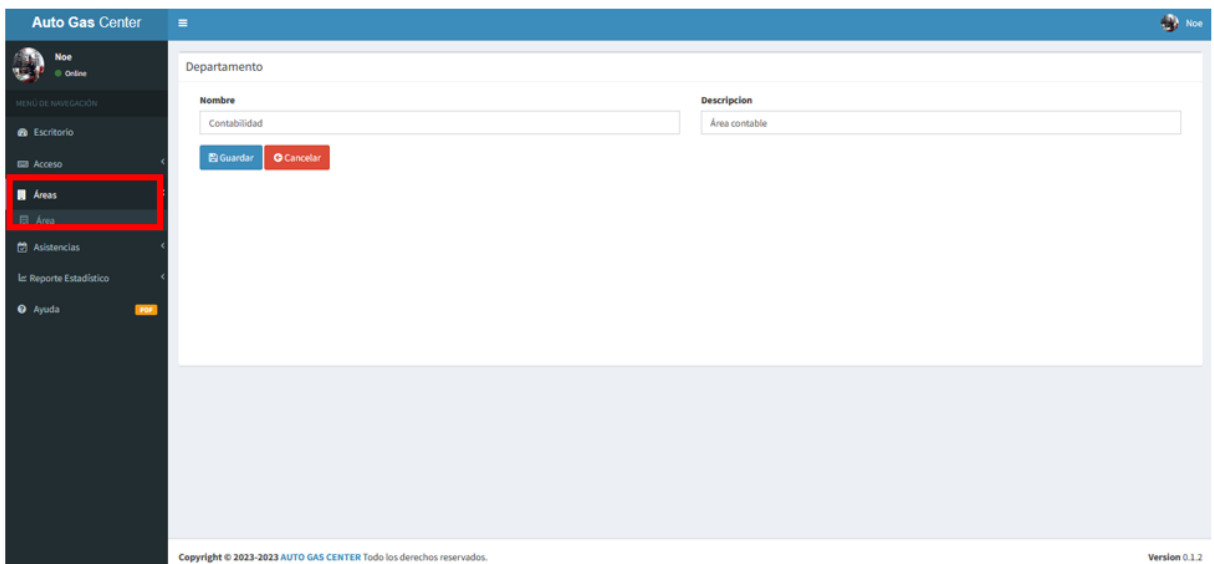 Auto Gas Center
Noe
Noe
Online
MENÚ DE NAVEGACIÓN
Escritorio
Acceso
Áreas
Área
Asistencias
Reporte Estadístico
Ayuda PDF
Departamento
Nombre Descripcion
Contabilidad Área contable
Guardar Cancelar
Copyright © 2023-2023 AUTO GAS CENTER Todo los derechos reservados. Version 0.1.2